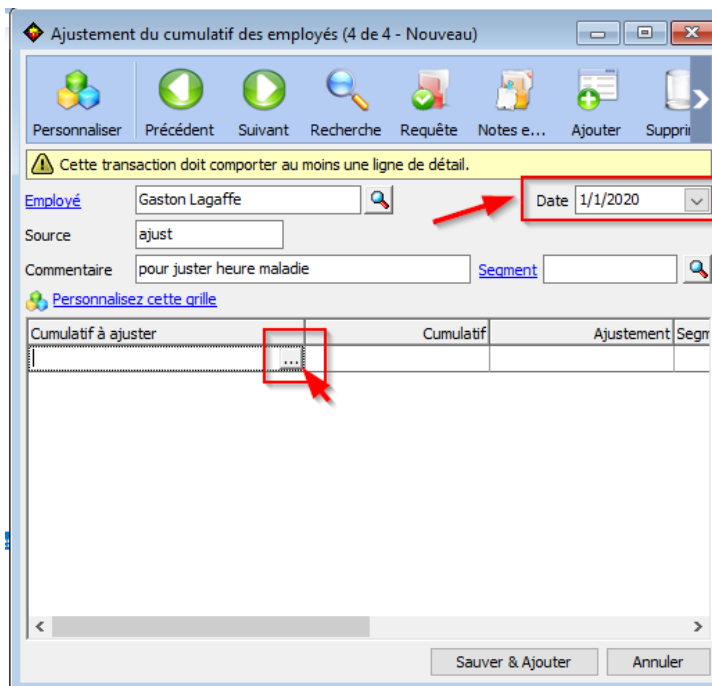 Ajustement du cumulatif des employés (4 de 4 - Nouveau)
Personnaliser Précédent Suivant Recherche Requête Notes e... Ajouter Supprin
Cette transaction doit comporter au moins une ligne de détail.
Employé Gaston Lagaffe Date 1/1/2020
Source ajust
Commentaire pour juster heure maladie Segment
Personnalisez cette grille
Cumulatif à ajuster Cumulatif Ajustement Segm
...
Sauver & Ajouter Annuler